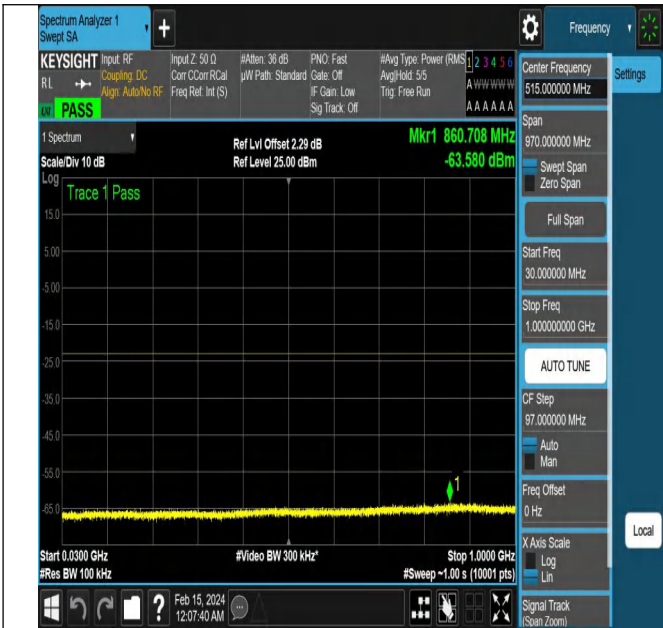 Spectrum Analyzer 1
Swept SA
+
Frequency
KEYSIGHT
RL
PASS
Input: RF
Coupling: DC
Align: Auto/No RF
Input Z: 50 Ω
Corr CCorr RCal
Freq Ref: Int (S)
#Atten: 36 dB
µW Path: Standard
PNO: Fast
Gate: Off
IF Gain: Low
Sig Track: Off
#Avg Type: Power (RMS
Avg|Hold: 5/5
Trig: Free Run
1 2 3 4 5 6
A W W W W W
A A A A A A
1 Spectrum
Scale/Div 10 dB
Ref Lvl Offset 2.29 dB
Ref Level 25.00 dBm
Mkr1 860.708 MHz
-63.580 dBm
Log
Trace 1 Pass
15.0
5.00
-5.00
-15.0
-25.0
-35.0
-45.0
-55.0
-65.0
1
Start 0.0300 GHz
#Res BW 100 kHz
#Video BW 300 kHz*
Stop 1.0000 GHz
#Sweep ~1.00 s (10001 pts)
?
Feb 15, 2024
12:07:40 AM
Center Frequency
515.000000 MHz
Settings
Span
970.000000 MHz
Swept Span
Zero Span
Full Span
Start Freq
30.000000 MHz
Stop Freq
1.000000000 GHz
AUTO TUNE
CF Step
97.000000 MHz
Auto
Man
Freq Offset
0 Hz
X Axis Scale
Log
Lin
Local
Signal Track
(Span Zoom)